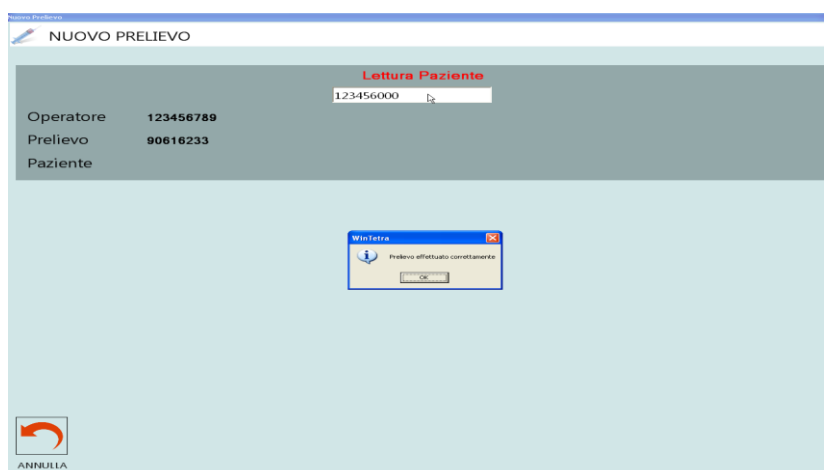 Nuovo Prelievo
NUOVO PRELIEVO
Lettura Paziente
123456000
Operatore 123456789
Prelievo 90616233
Paziente
WinTetra
Prelievo effettuato correttamente
OK
ANNULLA